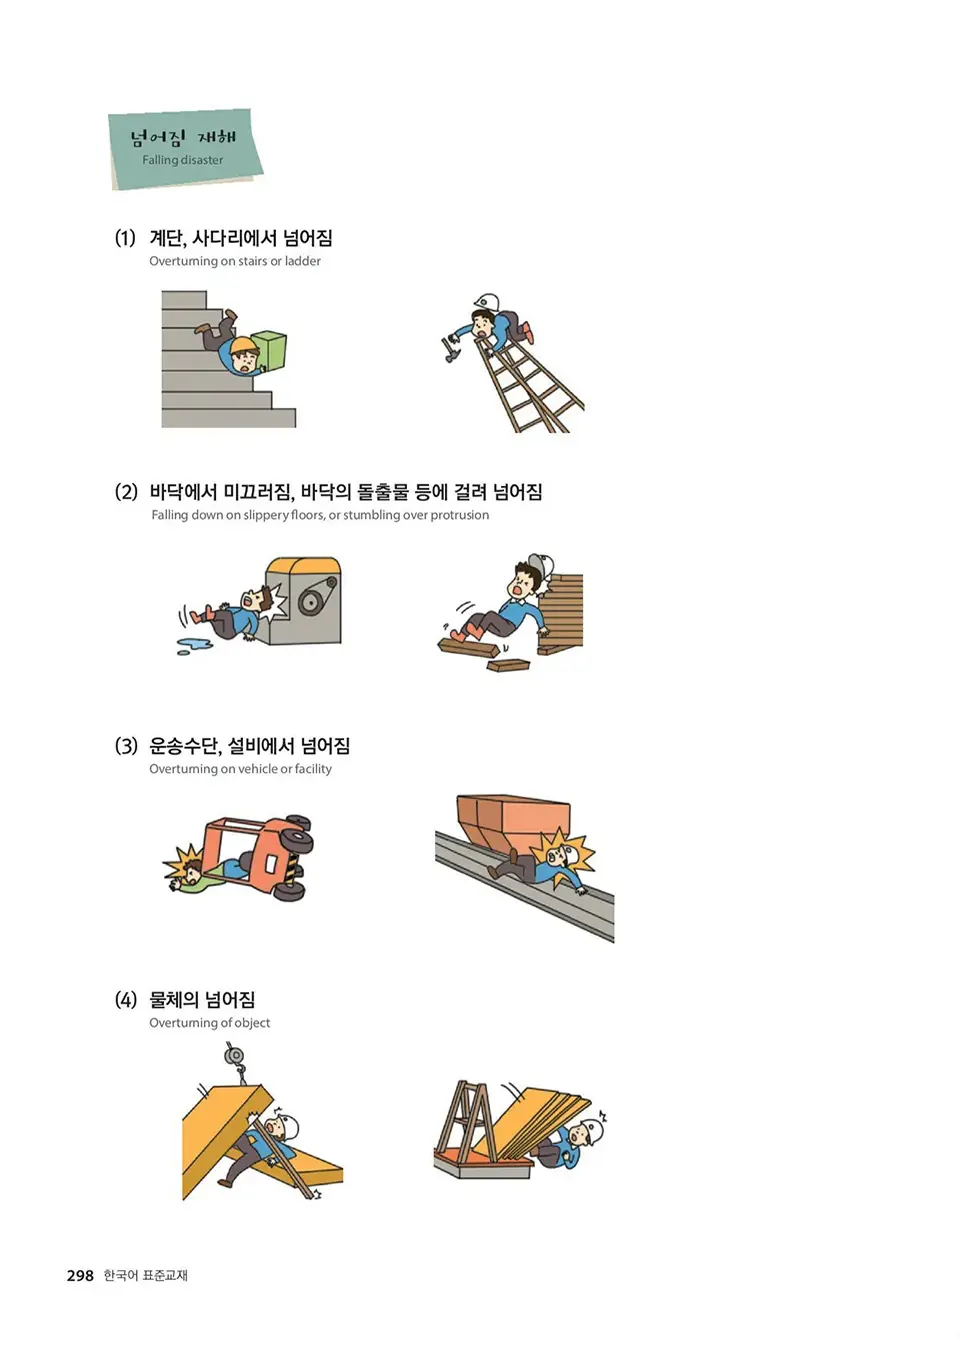 넘어짐 재해
Falling disaster
(1) 계단, 사다리에서 넘어짐
Overturning on stairs or ladder
(2) 바닥에서 미끄러짐, 바닥의 돌출물 등에 걸려 넘어짐
Falling down on slippery floors, or stumbling over protrusion
(3) 운송수단, 설비에서 넘어짐
Overturning on vehicle or facility
(4) 물체의 넘어짐
Overturning of object
298 한국어 표준교재